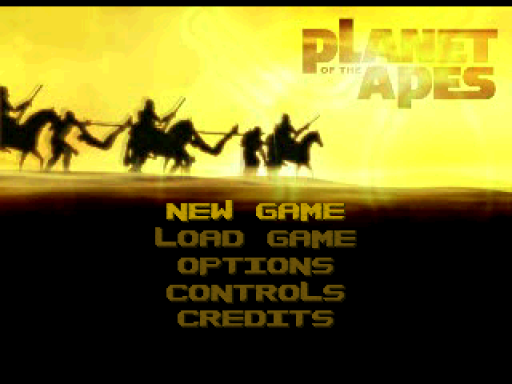 PLANET
OF THE
APES
NEW GAME
LOAD GAME
OPTIONS
CONTROLS
CREDITS